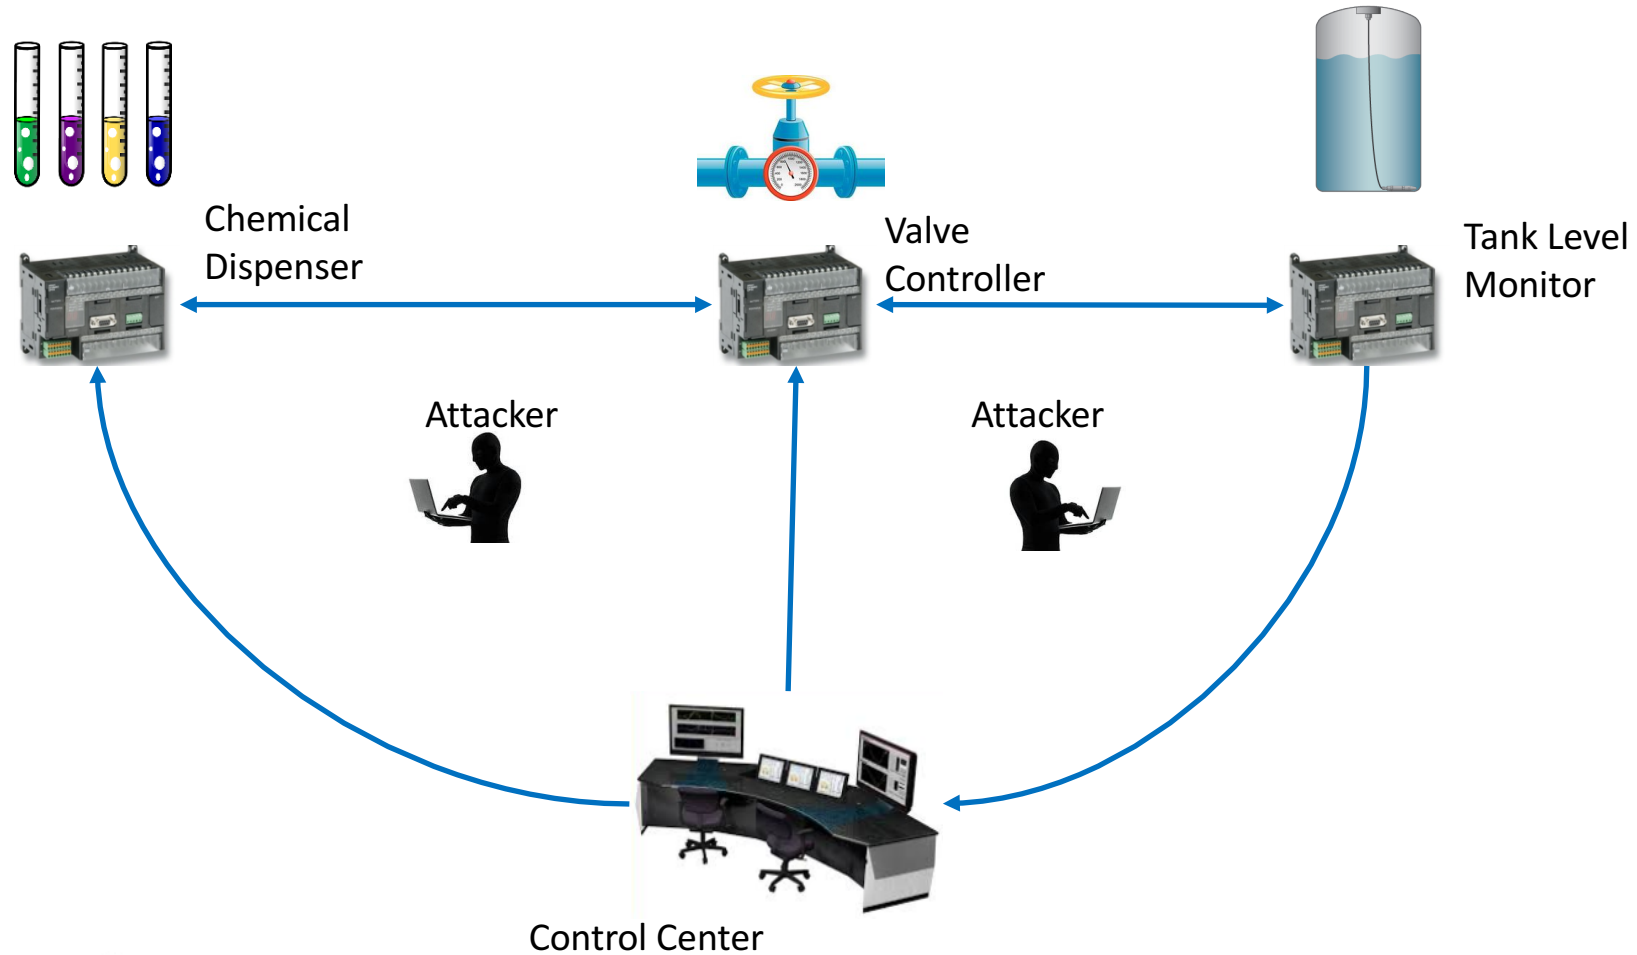 Chemical
Dispenser
Valve
Controller
Tank Level
Monitor
Attacker
Attacker
Control Center